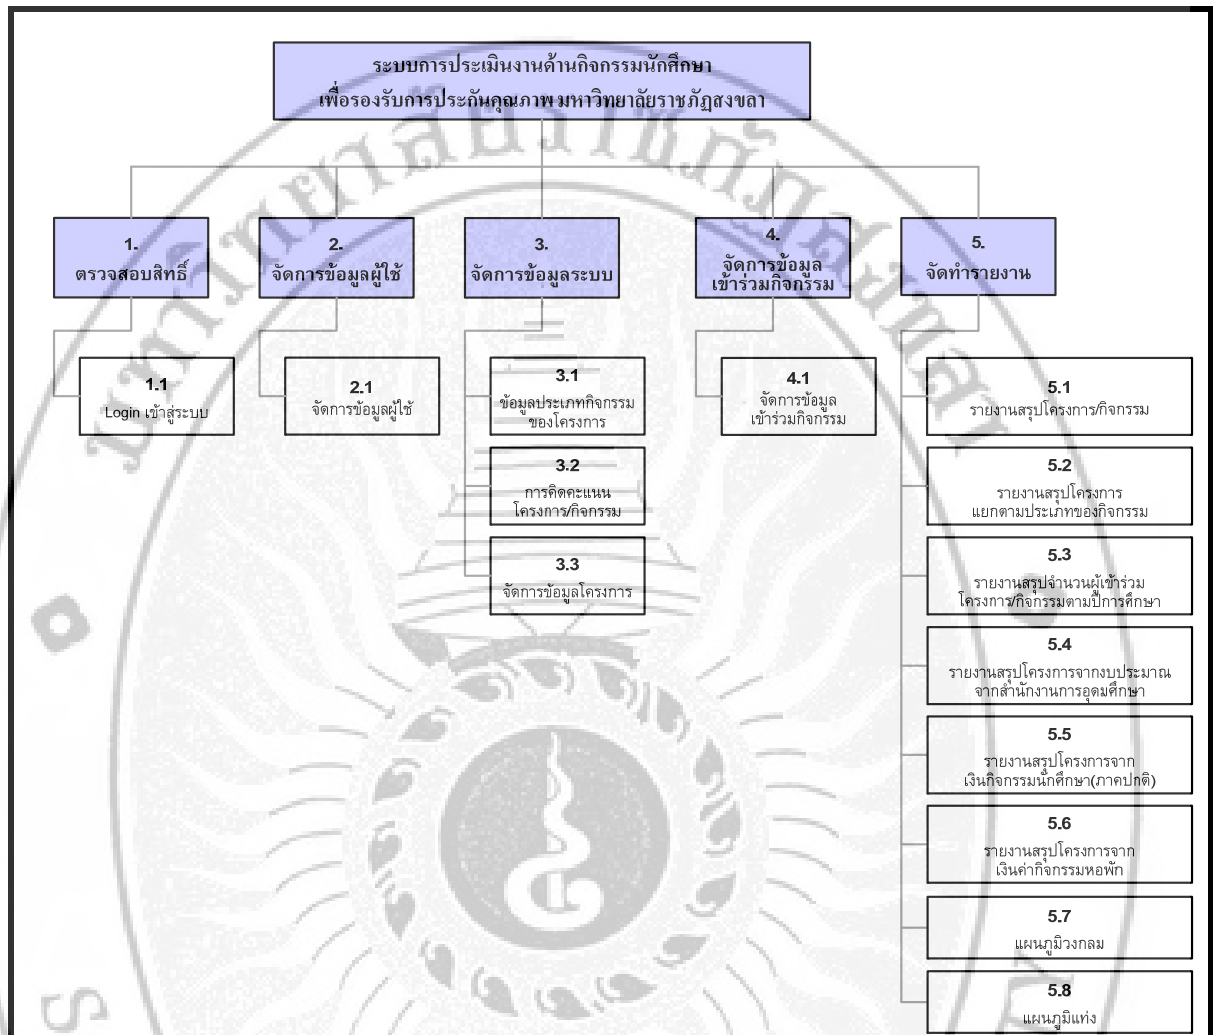 ระบบการประเมินงานด้านกิจกรรมนักศึกษา
เพื่อรองรับการประกันคุณภาพ มหาวิทยาลัยราชภัฏสงขลา
1.
ตรวจสอบสิทธิ์
2.
จัดการข้อมูลผู้ใช้
3.
จัดการข้อมูลระบบ
4.
จัดการข้อมูล
เข้าร่วมกิจกรรม
5.
จัดทำรายงาน
1.1
Login เข้าสู่ระบบ
2.1
จัดการข้อมูลผู้ใช้
3.1
ข้อมูลประเภทกิจกรรม
ของโครงการ
3.2
การคิดคะแนน
โครงการ/กิจกรรม
3.3
จัดการข้อมูลโครงการ
4.1
จัดการข้อมูล
เข้าร่วมกิจกรรม
5.1
รายงานสรุปโครงการ/กิจกรรม
5.2
รายงานสรุปโครงการ
แยกตามประเภทของกิจกรรม
5.3
รายงานสรุปจำนวนผู้เข้าร่วม
โครงการ/กิจกรรมตามปีการศึกษา
5.4
รายงานสรุปโครงการจากงบประมาณ
จากสำนักงานการอุดมศึกษา
5.5
รายงานสรุปโครงการจาก
เงินกิจกรรมนักศึกษา(ภาคปกติ)
5.6
รายงานสรุปโครงการจาก
เงินค่ากิจกรรมหอพัก
5.7
แผนภูมิวงกลม
5.8
แผนภูมิแท่ง
มหาวิทยาลัยราชภัฏสงขลา